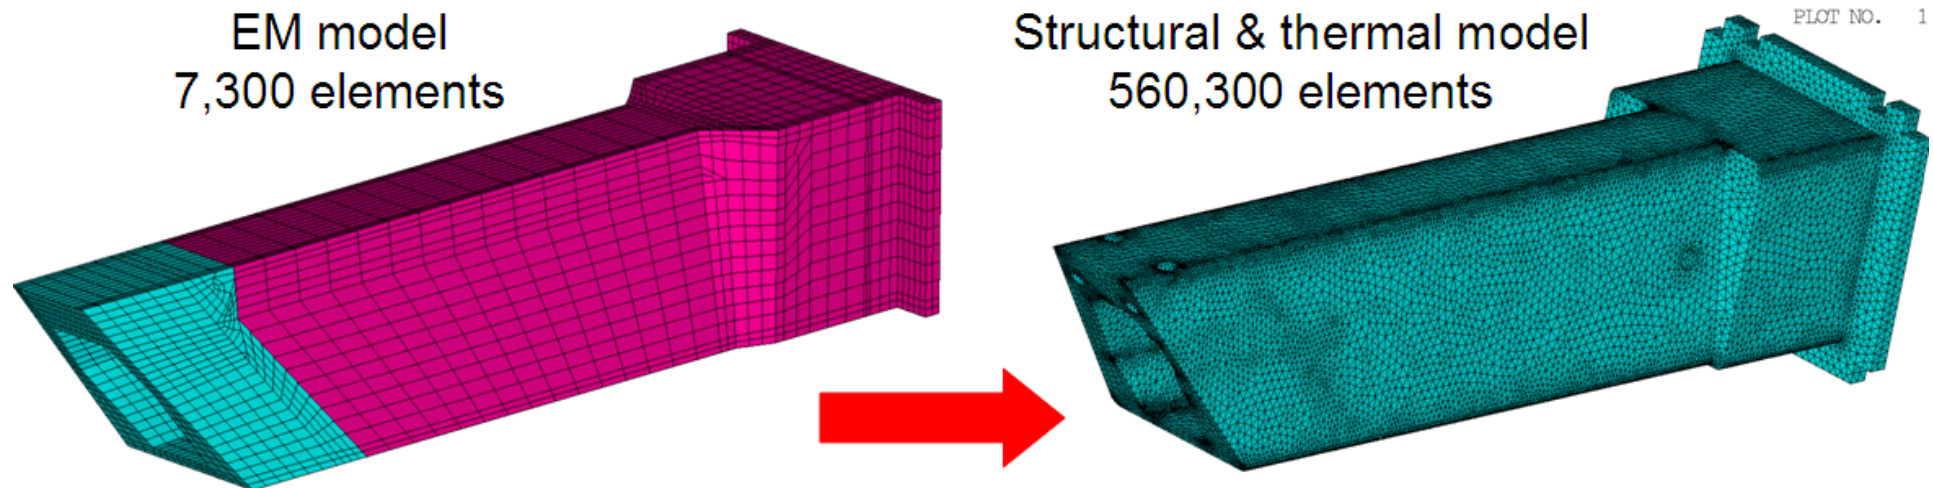 EM model
7,300 elements
Structural & thermal model
560,300 elements
PLOT NO. 1